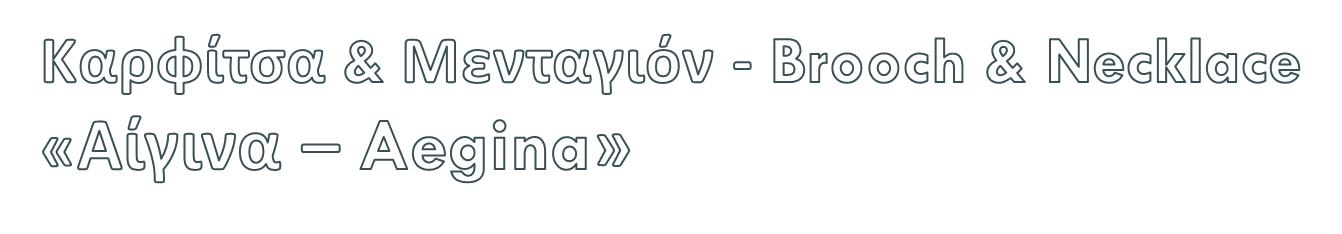 Καρφίτσα & Μενταγιόν - Brooch & Necklace
«Αίγινα – Aegina»